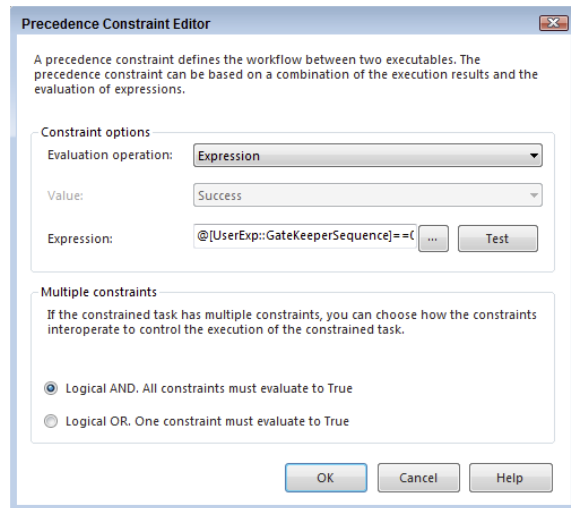 Precedence Constraint Editor
A precedence constraint defines the workflow between two executables. The
precedence constraint can be based on a combination of the execution results and the
evaluation of expressions.
Constraint options
Evaluation operation: Expression
Value: Success
Expression: @[UserExp::GateKeeperSequence]== ... Test
Multiple constraints
If the constrained task has multiple constraints, you can choose how the constraints
interoperate to control the execution of the constrained task.
Logical AND. All constraints must evaluate to True
Logical OR. One constraint must evaluate to True
OK Cancel Help